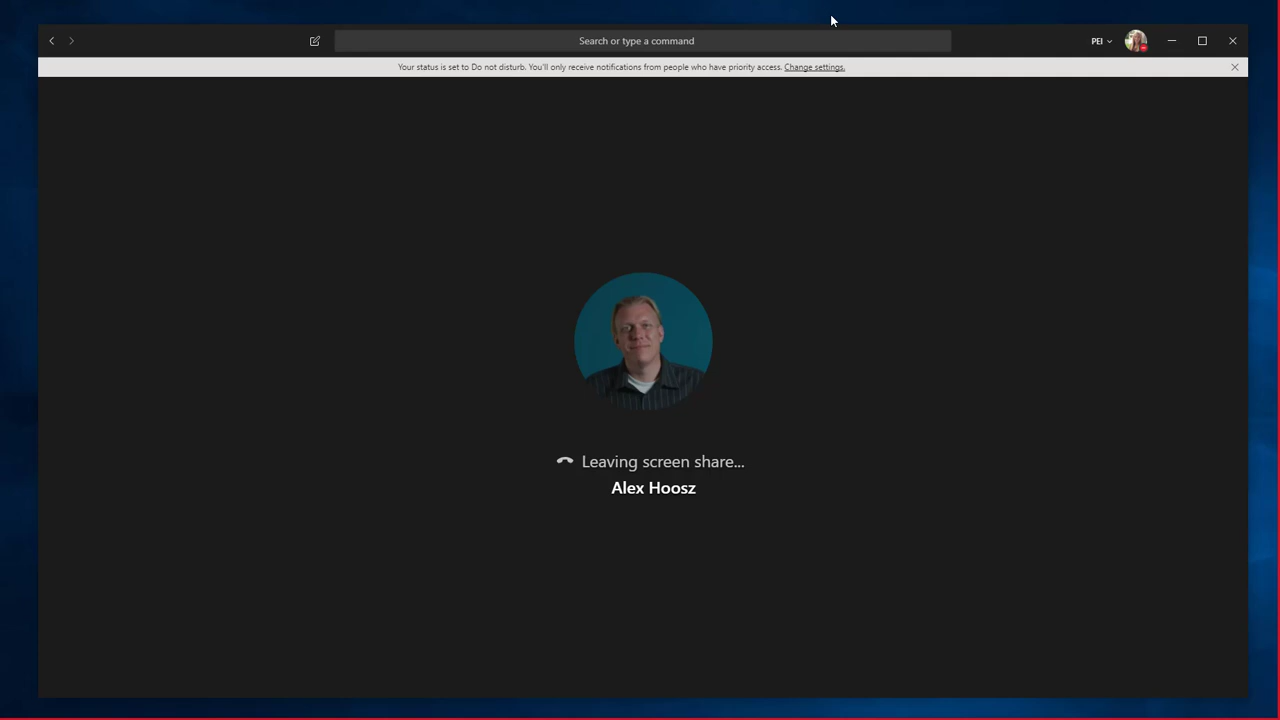 Search or type a command
PEI
Your status is set to Do not disturb. You'll only receive notifications from people who have priority access. Change settings.
Leaving screen share...
Alex Hoosz